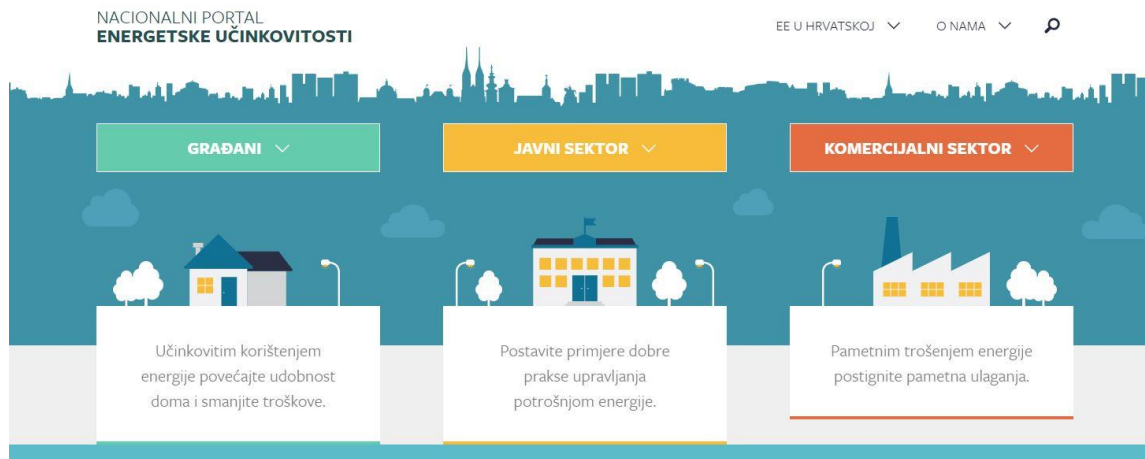 NACIONALNI PORTAL
ENERGETSKE UČINKOVITOSTI
EE U HRVATSKOJ
O NAMA
GRAĐANI
JAVNI SEKTOR
KOMERCIJALNI SEKTOR
Učinkovitim korištenjem
energije povećajte udobnost
doma i smanjite troškove.
Postavite primjere dobre
prakse upravljanja
potrošnjom energije.
Pametnim trošenjem energije
postignite pametna ulaganja.